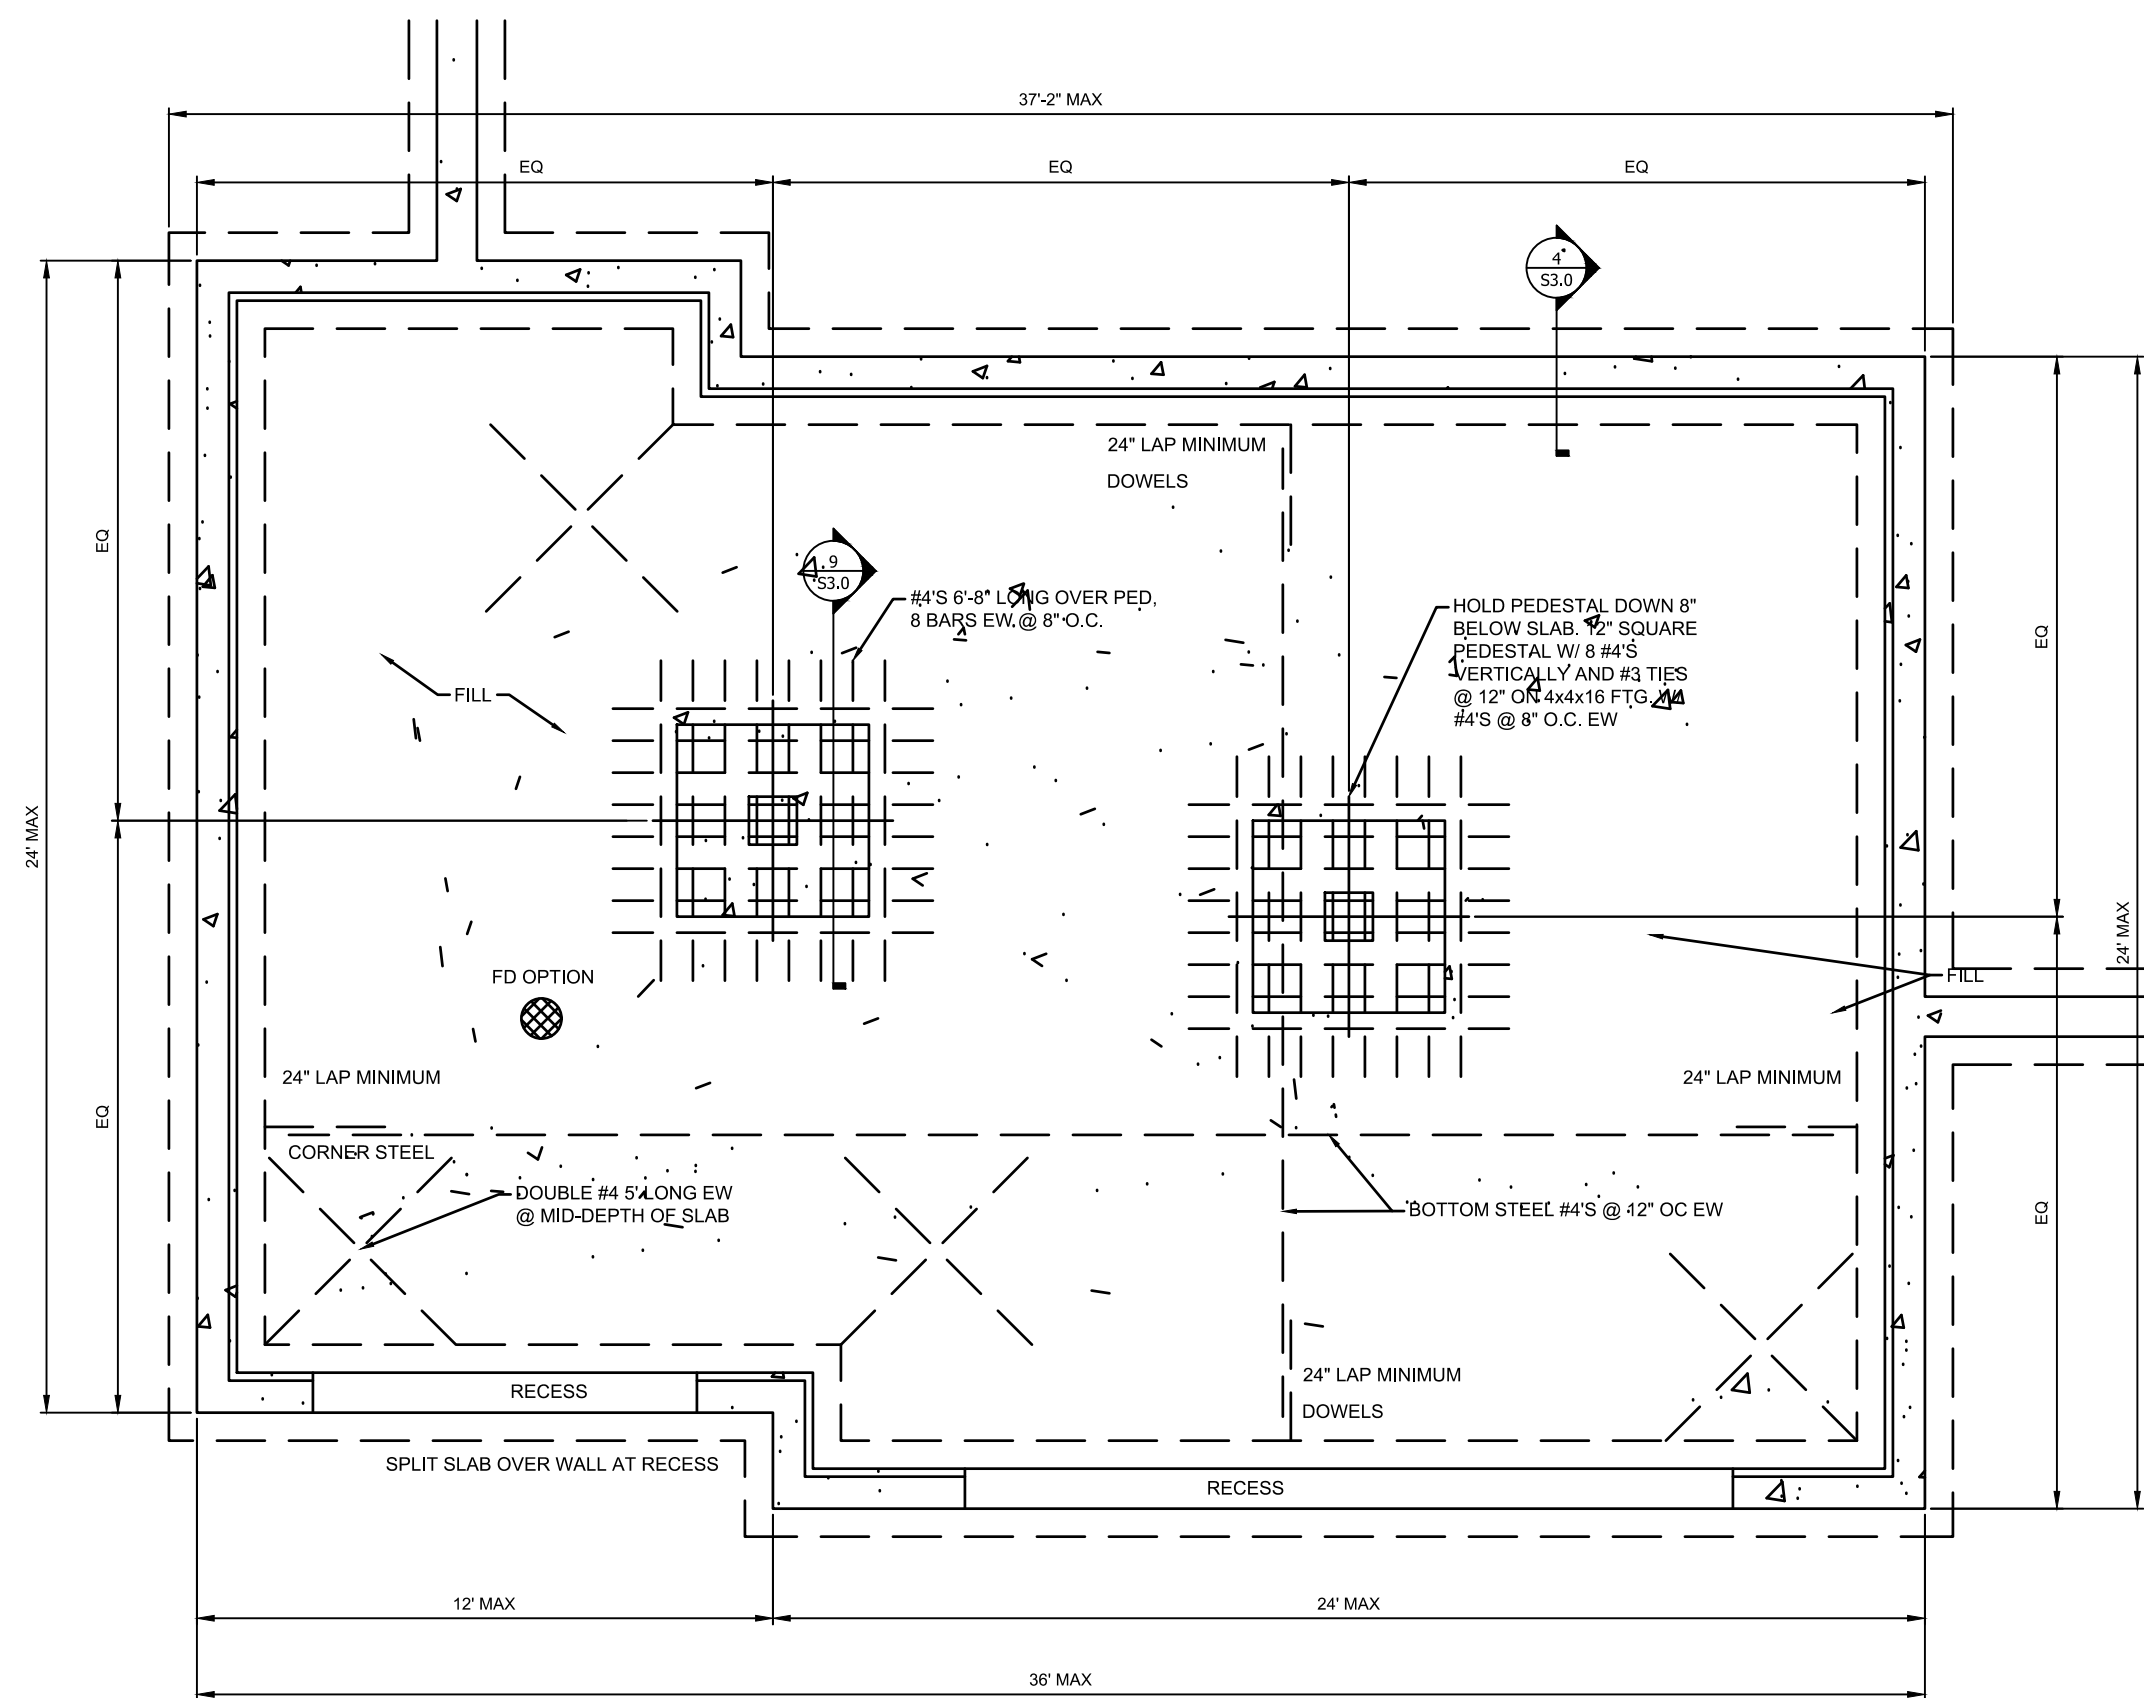 37'-2" MAX
EQ
EQ
EQ
4
S3.0
24" LAP MINIMUM
DOWELS
EQ
9
S3.0
#4'S 6'-8" LONG OVER PED,
8 BARS EW @ 8" O.C.
HOLD PEDESTAL DOWN 8"
BELOW SLAB. 12" SQUARE
PEDESTAL W/ 8 #4'S
VERTICALLY AND #3 TIES
@ 12" ON 4x4x16 FTG. W/
#4'S @ 8" O.C. EW
EQ
FILL
24' MAX
24' MAX
FD OPTION
FILL
24" LAP MINIMUM
24" LAP MINIMUM
EQ
CORNER STEEL
DOUBLE #4 5' LONG EW
@ MID-DEPTH OF SLAB
BOTTOM STEEL #4'S @ 12" OC EW
EQ
24" LAP MINIMUM
DOWELS
RECESS
SPLIT SLAB OVER WALL AT RECESS
RECESS
12' MAX
24' MAX
36' MAX